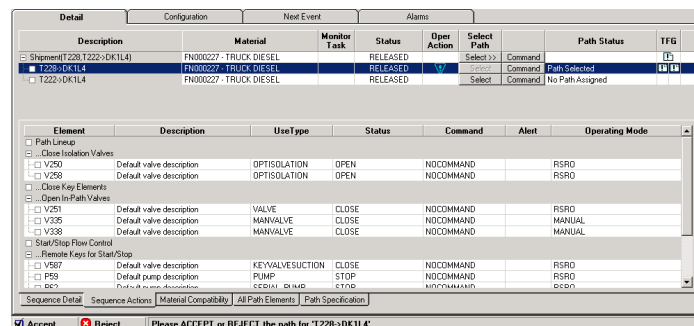 Detail Configuration Next Event Alarms
Description Material Monitor Task Status Oper Action Select Path Path Status TFG
Shipment(T228,T222->DK1L4) FN000227 - TRUCK DIESEL RELEASED Select >> Command
T228->DK1L4 FN000227 - TRUCK DIESEL RELEASED Select Command Path Selected
T222->DK1L4 FN000227 - TRUCK DIESEL RELEASED Select Command No Path Assigned
Element Description UseType Status Command Alert Operating Mode
Path Lineup
...Close Isolation Valves
V250 Default valve description OPTISOLATION OPEN NOCOMMAND RSRO
V258 Default valve description OPTISOLATION OPEN NOCOMMAND RSRO
...Close Key Elements
...Open In-Path Valves
V251 Default valve description VALVE CLOSE NOCOMMAND RSRO
V335 Default valve description MANVALVE CLOSE NOCOMMAND MANUAL
V338 Default valve description MANVALVE CLOSE NOCOMMAND MANUAL
Start/Stop Flow Control
...Remote Keys for Start/Stop
V587 Default valve description KEYVALVESUCTION CLOSE NOCOMMAND RSRO
P59 Default pump description PUMP STOP NOCOMMAND RSRO
P62 Default pump description SERIAL_PUMP STOP NOCOMMAND RSRO
Sequence Detail Sequence Actions Material Compatibility All Path Elements Path Specification
Accept Reject Please ACCEPT or REJECT the path for 'T228->DK1L4'